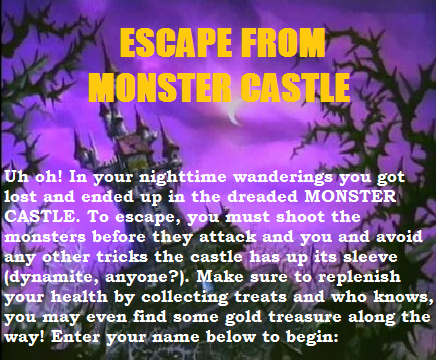 ESCAPE FROM
MONSTER CASTLE
Uh oh! In your nighttime wanderings you got
lost and ended up in the dreaded MONSTER
CASTLE. To escape, you must shoot the
monsters before they attack and you and avoid
any other tricks the castle has up its sleeve
(dynamite, anyone?). Make sure to replenish
your health by collecting treats and who knows,
you may even find some gold treasure along the
way! Enter your name below to begin: